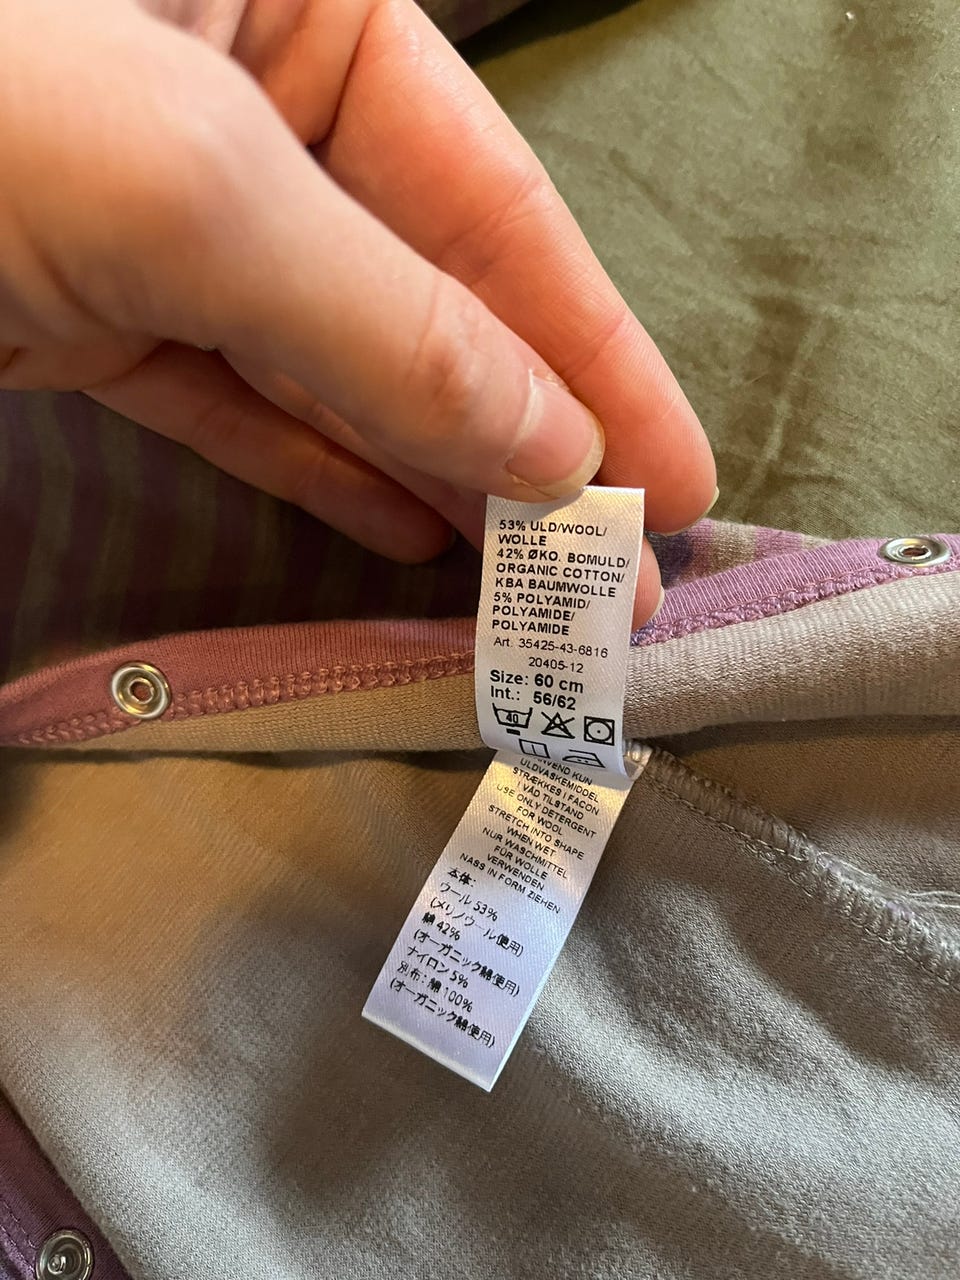 53% ULD/WOOL/
WOLLE
42% ØKO. BOMULD/
ORGANIC COTTON/
KBA BAUMWOLLE
5% POLYAMID/
POLYAMIDE/
POLYAMIDE
Art. 35425-43-6816
20405-12
Size: 60 cm
Int.: 56/62
40
KUN
ULDVASKEMIDDEL
STRÆKKES I FACON
I VÅD TILSTAND
USE ONLY DETERGENT
FOR WOOL
STRETCH INTO SHAPE
WHEN WET
NUR WASCHMITTEL
FÜR WOLLE
VERWENDEN
NASS IN FORM ZIEHEN
本体:
ウール 53%
(メリノウール使用)
綿 42%
(オーガニック綿使用)
ナイロン 5%
別布: 綿 100%
(オーガニック綿使用)